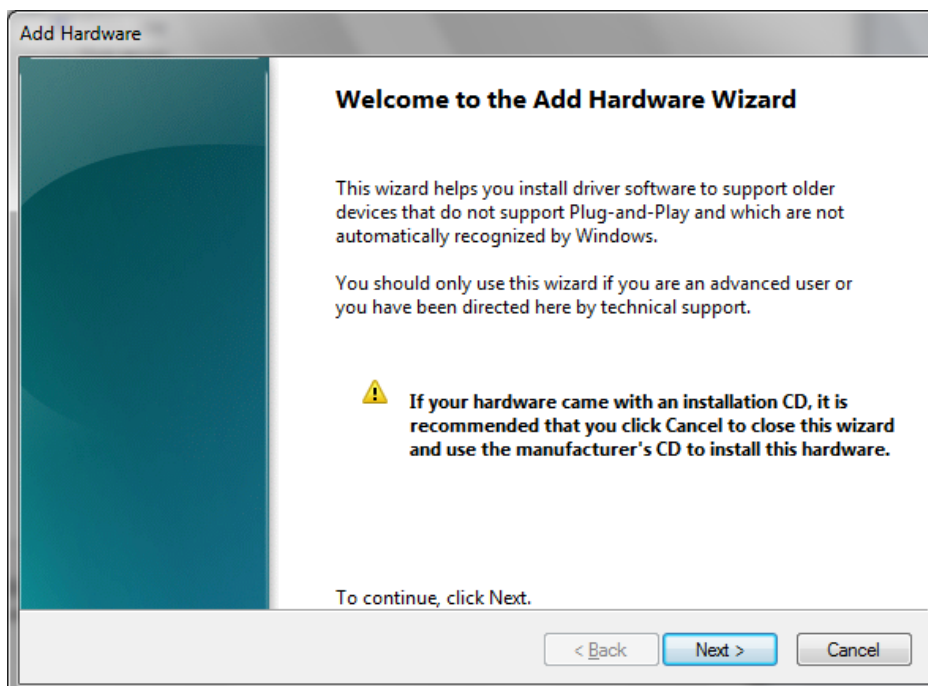 Add Hardware
Welcome to the Add Hardware Wizard
This wizard helps you install driver software to support older
devices that do not support Plug-and-Play and which are not
automatically recognized by Windows.
You should only use this wizard if you are an advanced user or
you have been directed here by technical support.
If your hardware came with an installation CD, it is
recommended that you click Cancel to close this wizard
and use the manufacturer's CD to install this hardware.
To continue, click Next.
< Back Next > Cancel